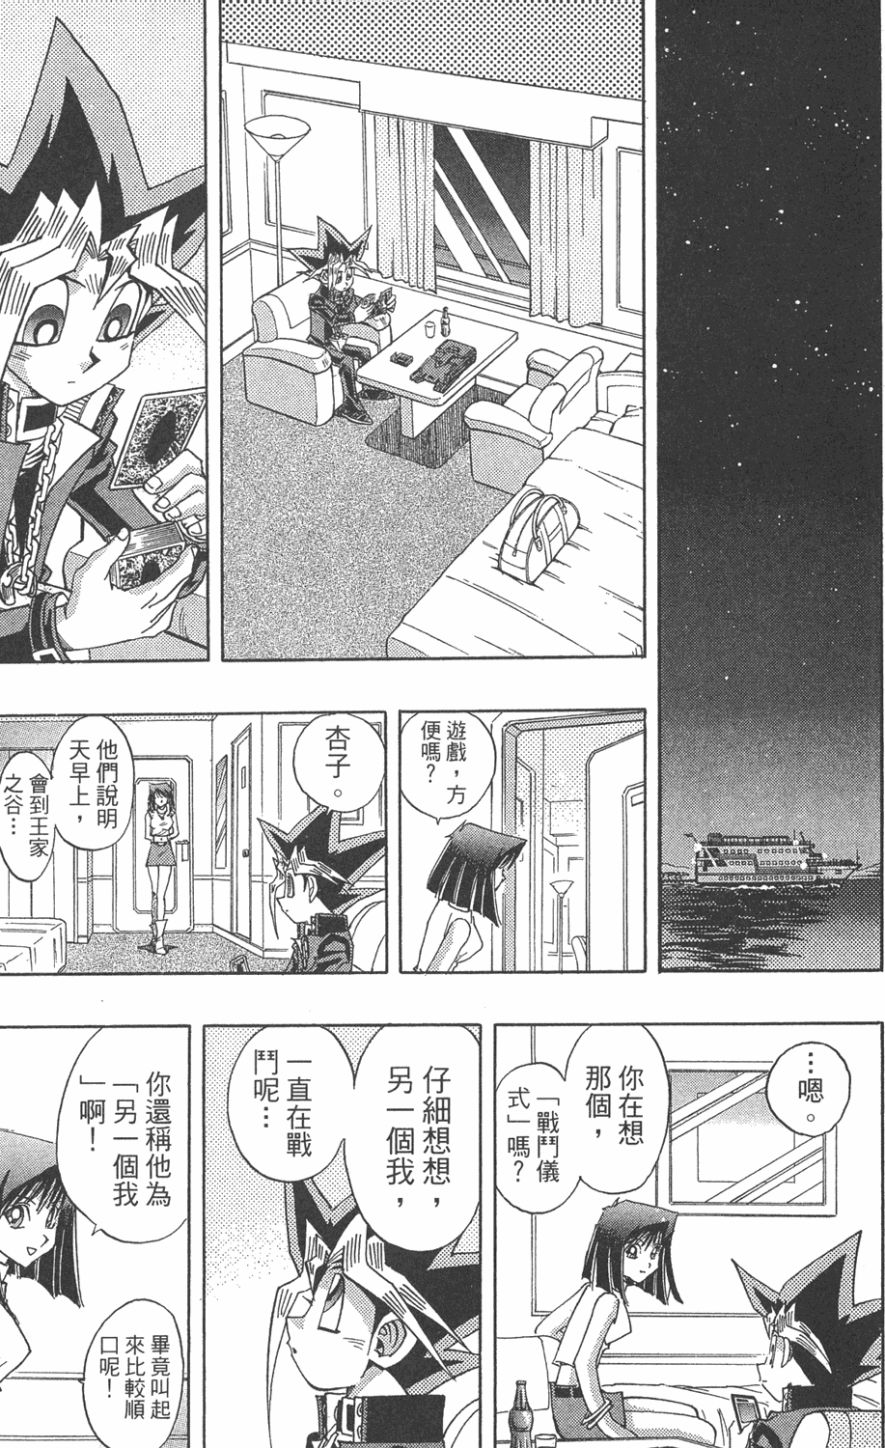 遊戲，方
便嗎？
杏子。
他們說明
天早上，
會到王家
之谷…
…嗯。
你在想
那個，
「戰鬥儀
式」嗎？
仔細想想，
另一個我，
一直在戰
鬥呢…
你還稱他為
「另一個我
」啊！
畢竟叫起
來比較順
口呢！